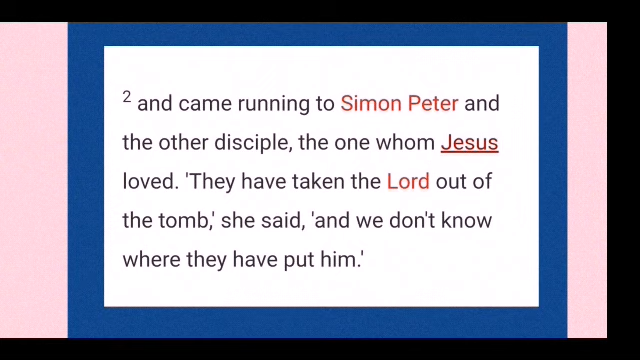 2 and came running to Simon Peter and
the other disciple, the one whom Jesus
loved. 'They have taken the Lord out of
the tomb,' she said, 'and we don't know
where they have put him.'